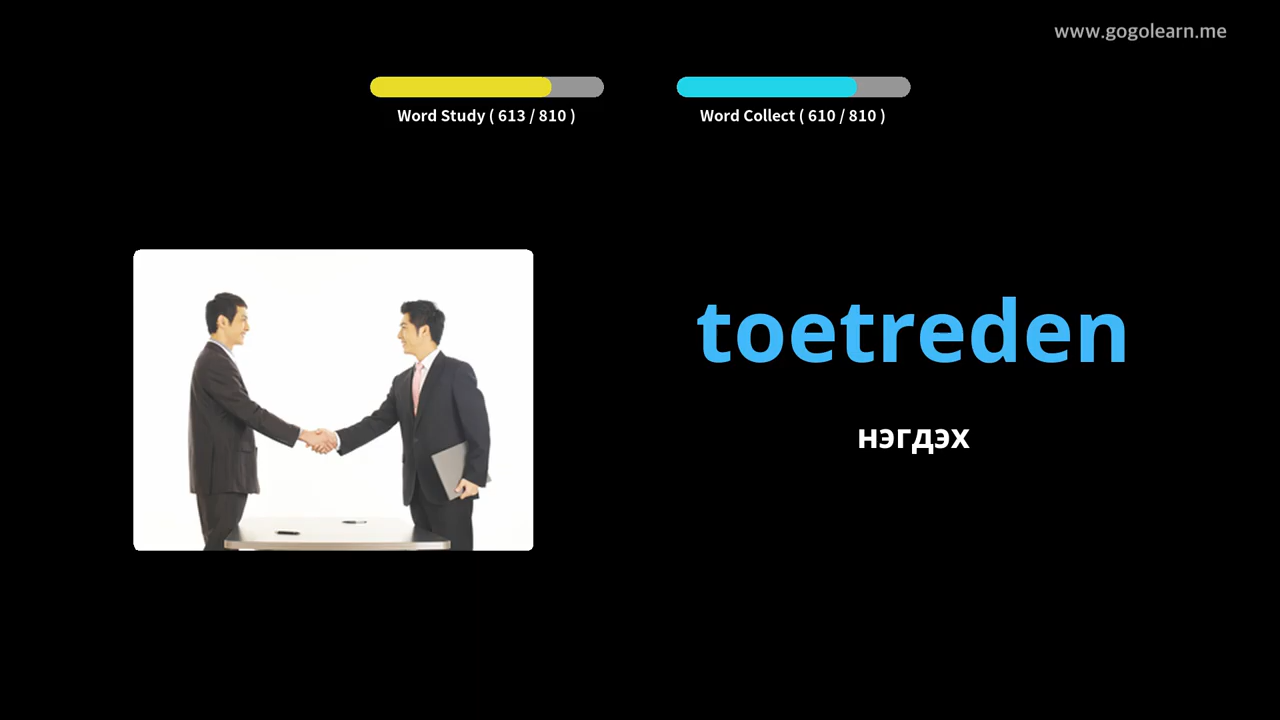 www.gogolearn.me
Word Study ( 613 / 810 )
Word Collect ( 610 / 810 )
toetreden
нэгдэх